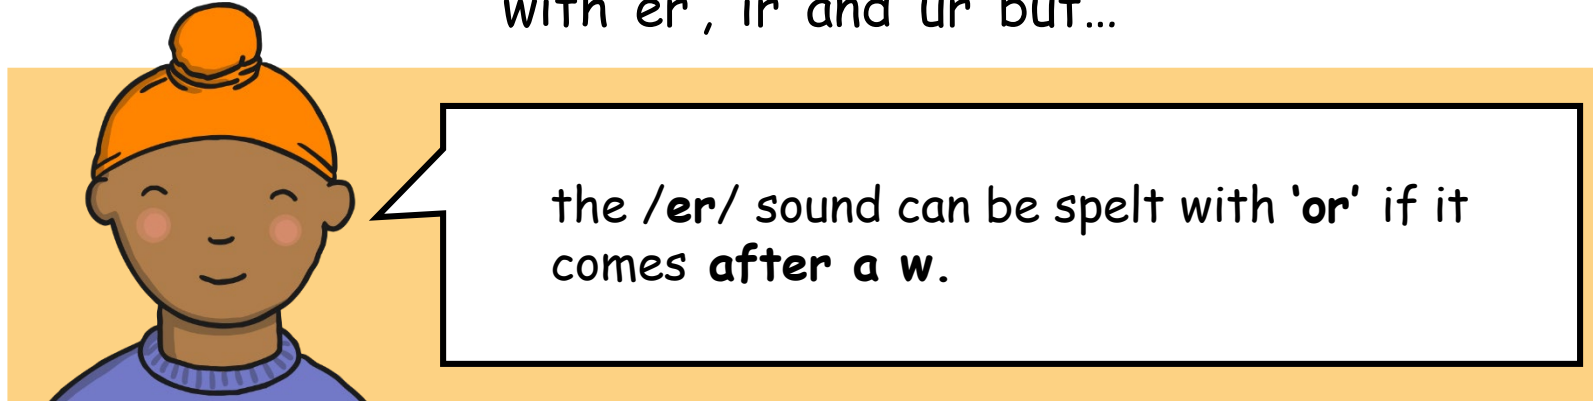 with er, ir and ur but...
the /er/ sound can be spelt with ‘or’ if it
comes after a w.